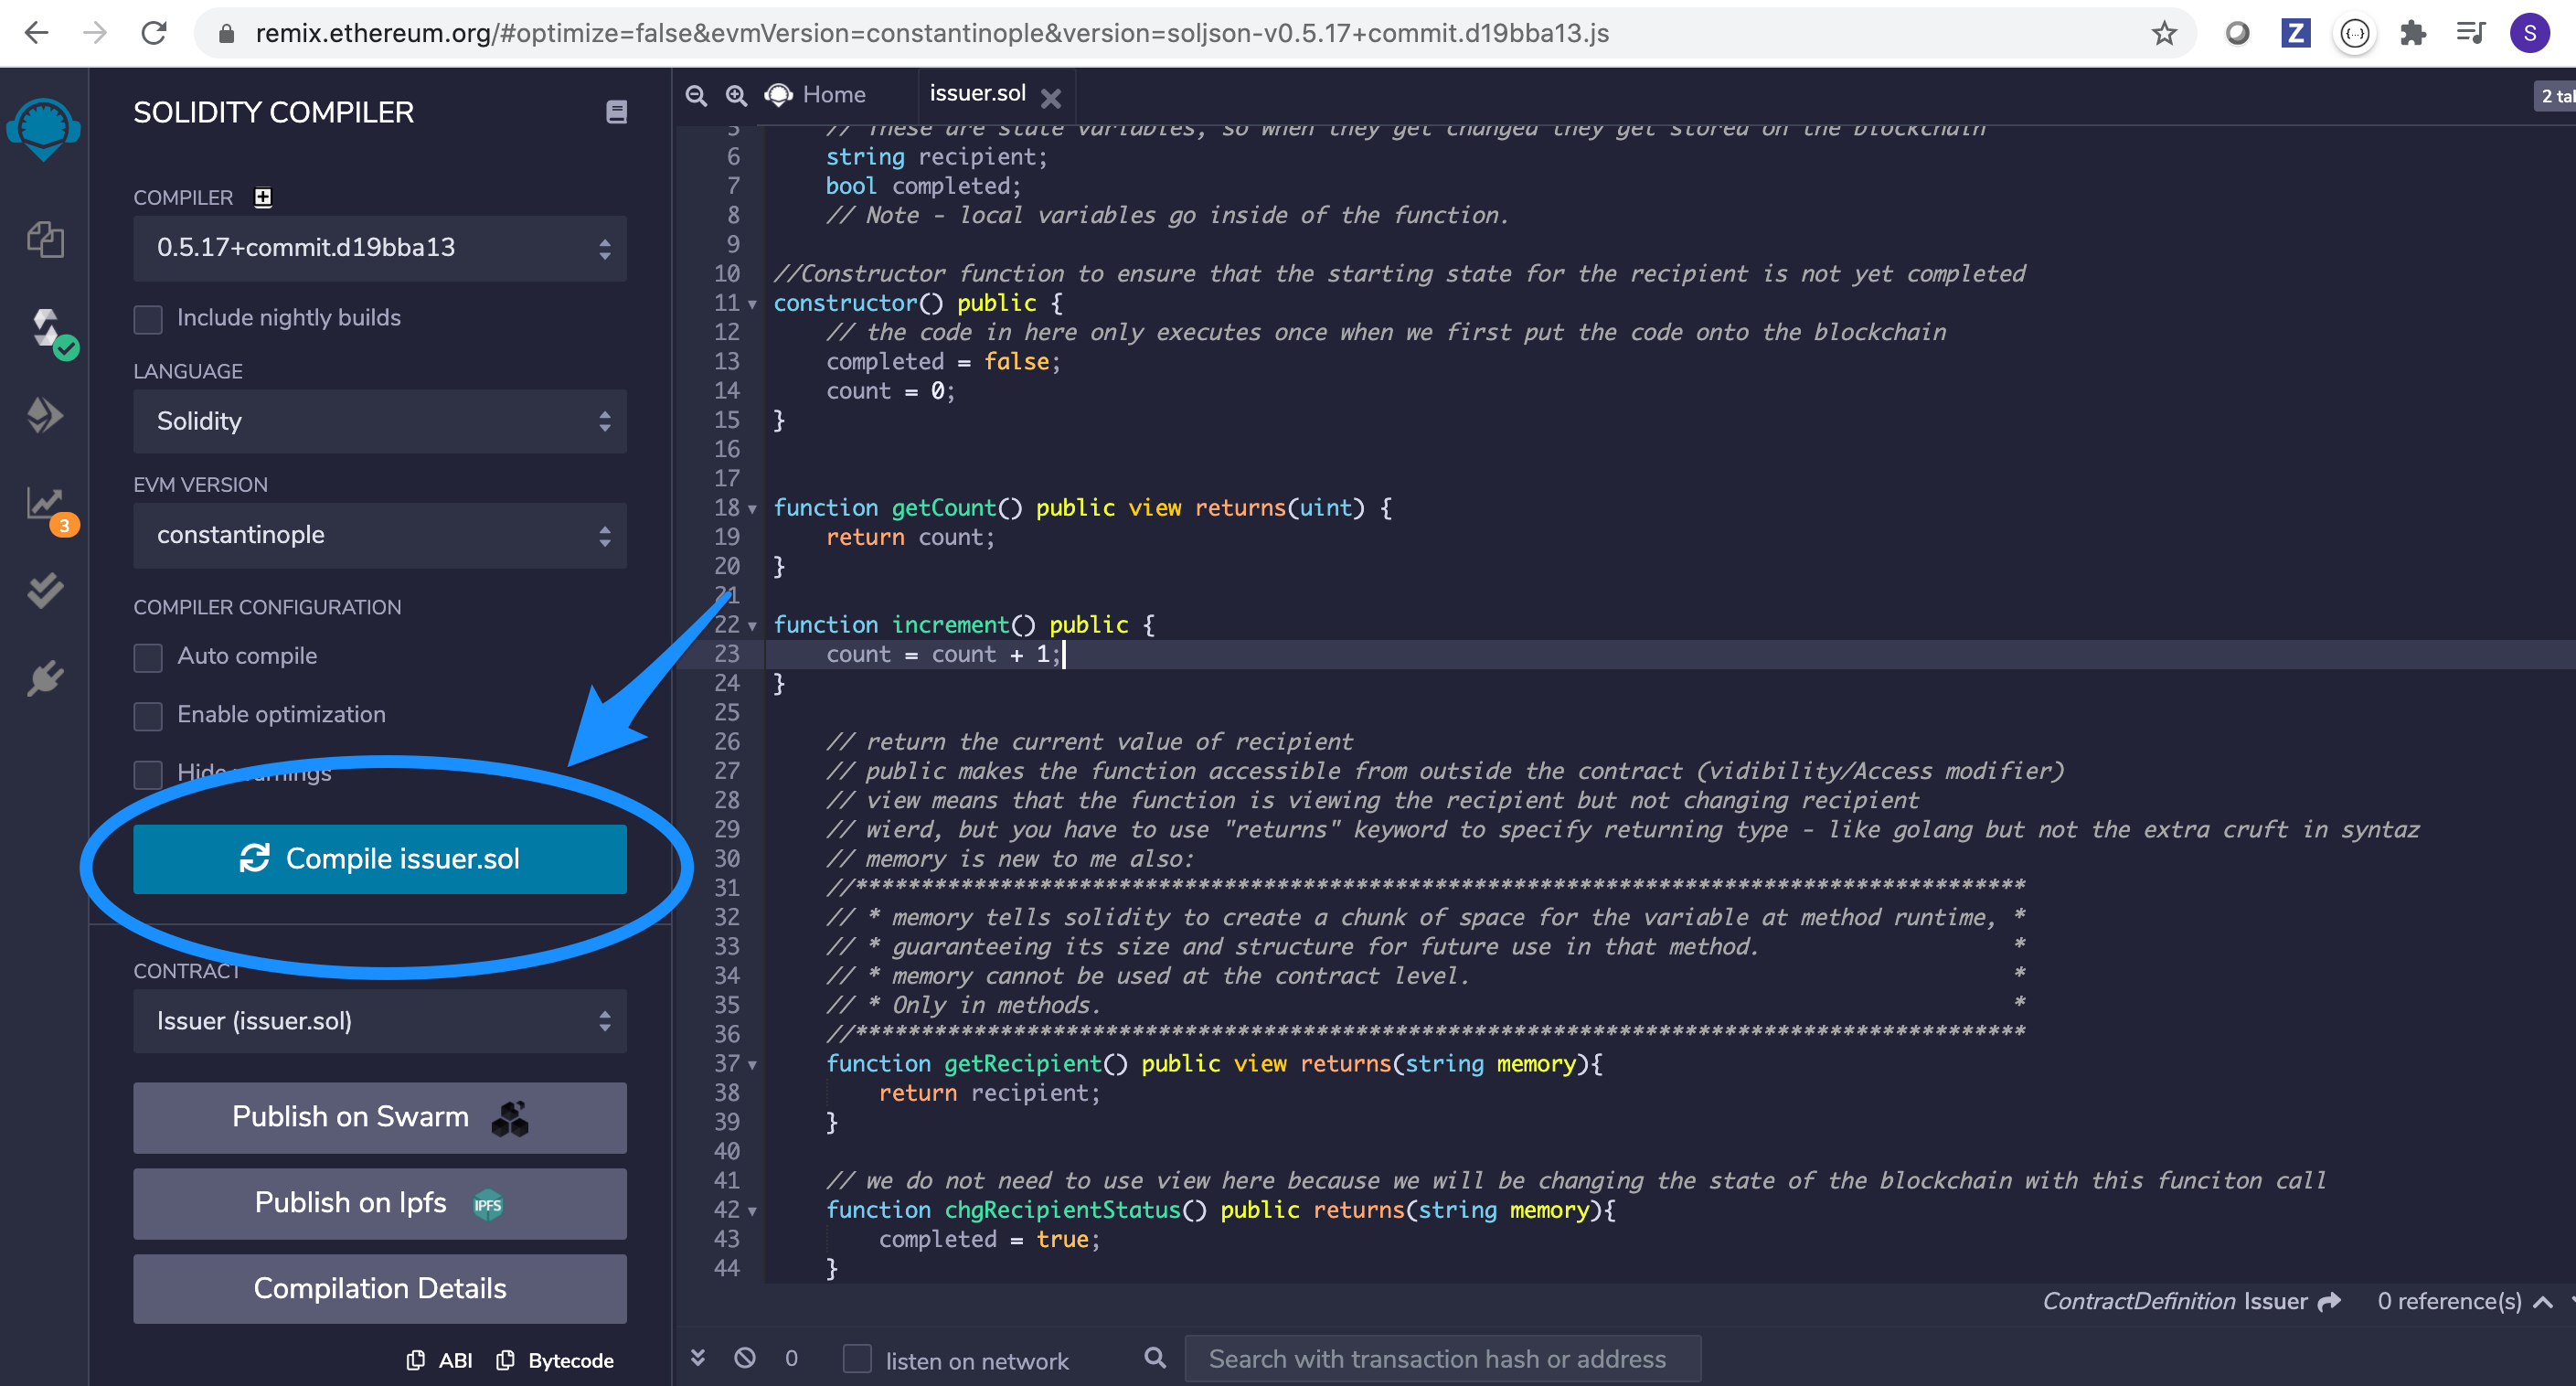 remix.ethereum.org/#optimize=false&evmVersion=constantinople&version=soljson-v0.5.17+commit.d19bba13.js
Z
{...}
S
SOLIDITY COMPILER
COMPILER
0.5.17+commit.d19bba13
Include nightly builds
LANGUAGE
Solidity
EVM VERSION
constantinople
3
COMPILER CONFIGURATION
Auto compile
Enable optimization
Hide warnings
Compile issuer.sol
CONTRACT
Issuer (issuer.sol)
Publish on Swarm
Publish on Ipfs
IPFS
Compilation Details
ABI
Bytecode
Home
issuer.sol
2 tal
5 // These are state variables, so when they get changed they get stored on the blockchain
6 string recipient;
7 bool completed;
8 // Note - local variables go inside of the function.
9
10 //Constructor function to ensure that the starting state for the recipient is not yet completed
11 constructor() public {
12 // the code in here only executes once when we first put the code onto the blockchain
13 completed = false;
14 count = 0;
15 }
16
17
18 function getCount() public view returns(uint) {
19 return count;
20 }
21
22 function increment() public {
23 count = count + 1;
24 }
25
26 // return the current value of recipient
27 // public makes the function accessible from outside the contract (vidibility/Access modifier)
28 // view means that the function is viewing the recipient but not changing recipient
29 // wierd, but you have to use "returns" keyword to specify returning type - like golang but not the extra cruft in syntaz
30 // memory is new to me also:
31 //*****************************************************************************************
32 // * memory tells solidity to create a chunk of space for the variable at method runtime, *
33 // * guaranteeing its size and structure for future use in that method. *
34 // * memory cannot be used at the contract level. *
35 // * Only in methods. *
36 //*****************************************************************************************
37 function getRecipient() public view returns(string memory){
38 return recipient;
39 }
40
41 // we do not need to use view here because we will be changing the state of the blockchain with this funciton call
42 function chgRecipientStatus() public returns(string memory){
43 completed = true;
44 }
ContractDefinition Issuer 0 reference(s)
0
listen on network
Search with transaction hash or address